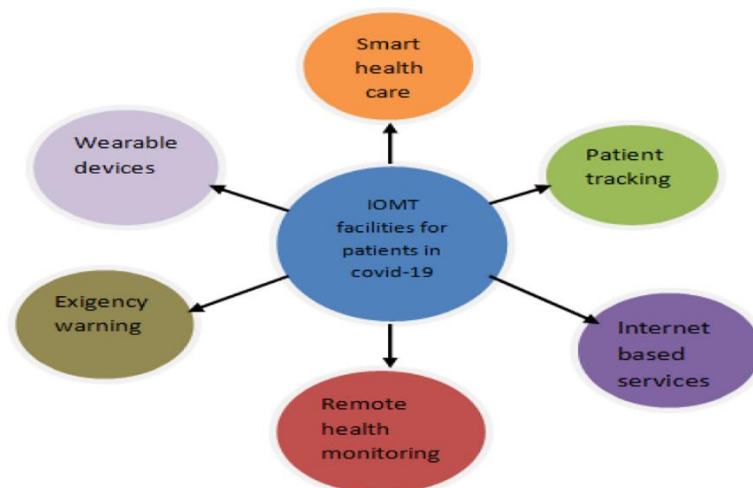 Smart
health
care
Wearable
devices
Patient
tracking
IOMT
facilities for
patients in
covid-19
Exigency
warning
Internet
based
services
Remote
health
monitoring